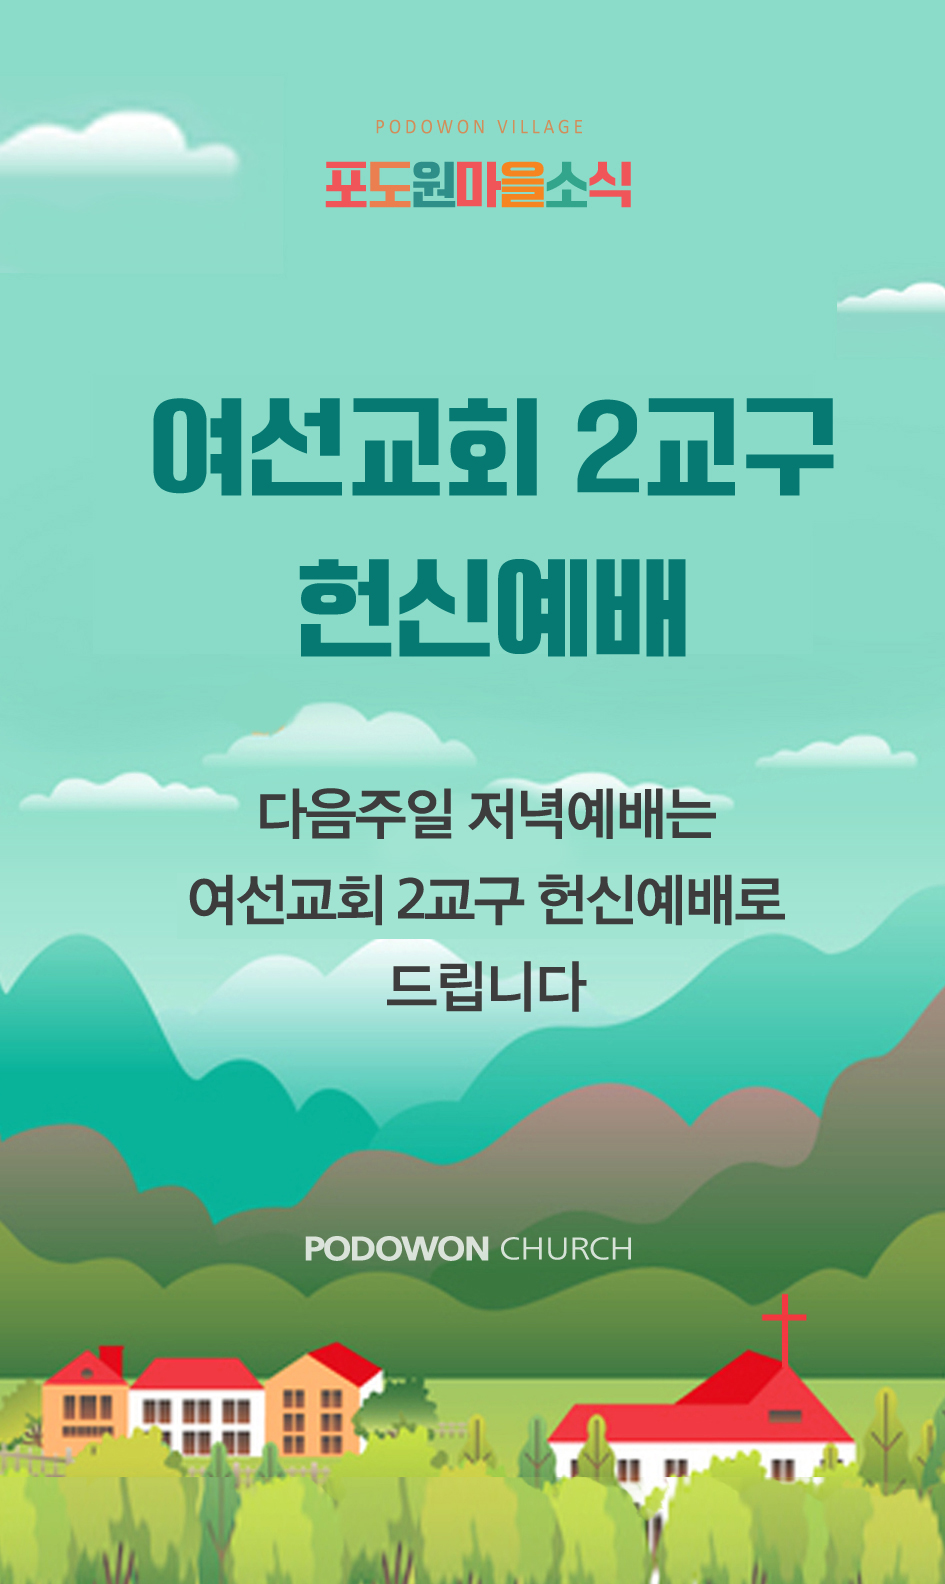 PODOWON VILLAGE
포도원마을소식
여선교회 2교구
헌신예배
다음주일 저녁예배는
여선교회 2교구 헌신예배로
드립니다
PODOWON CHURCH